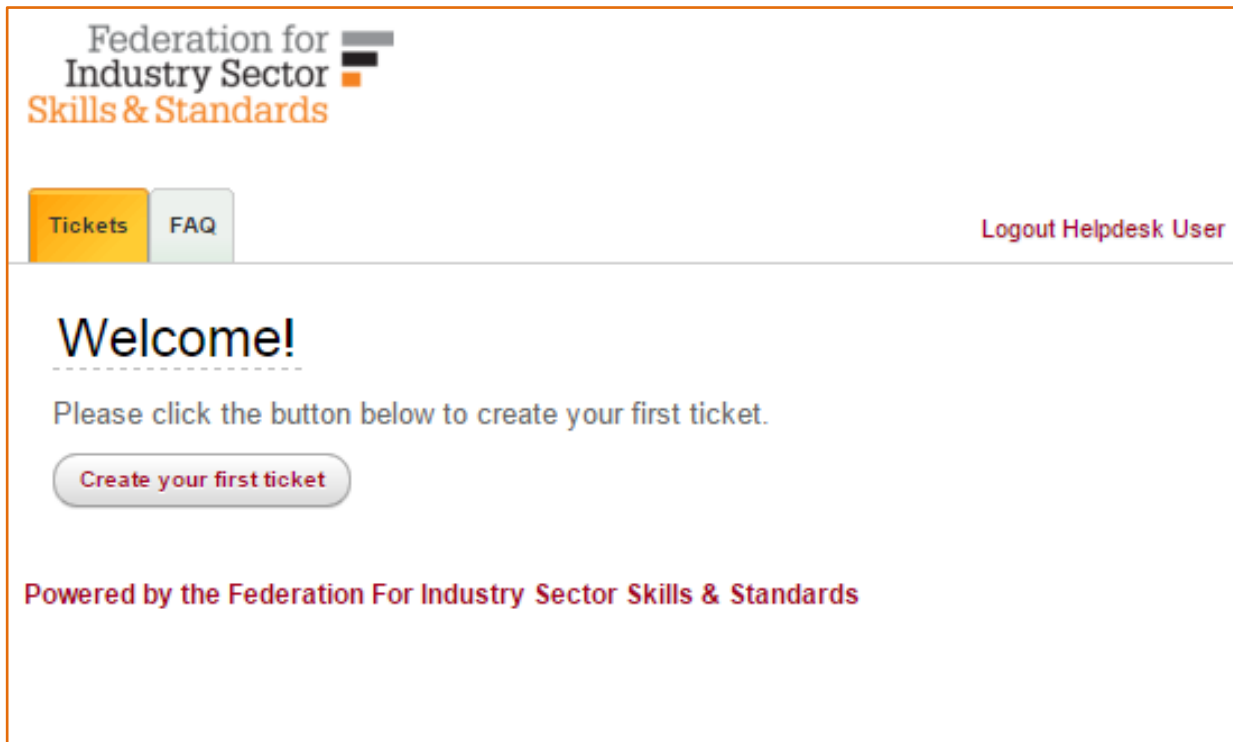 Federation for
Industry Sector
Skills & Standards
Tickets
FAQ
Logout Helpdesk User
Welcome!
Please click the button below to create your first ticket.
Create your first ticket
Powered by the Federation For Industry Sector Skills & Standards